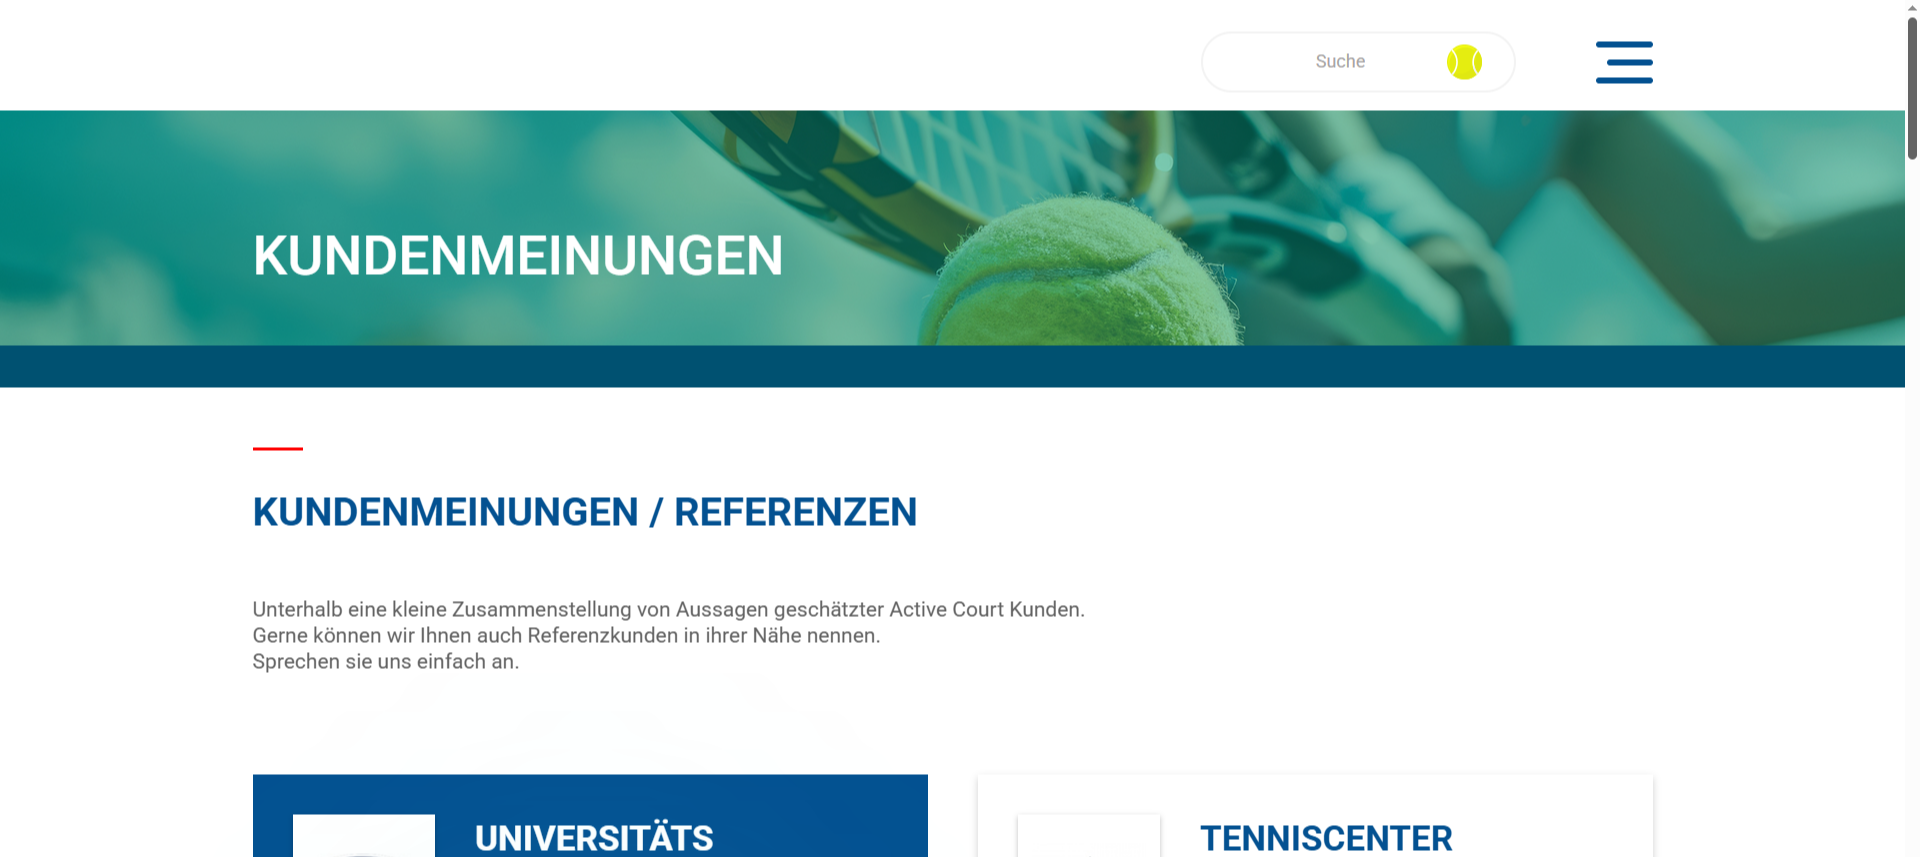 Suche
KUNDENMEINUNGEN
KUNDENMEINUNGEN / REFERENZEN
Unterhalb eine kleine Zusammenstellung von Aussagen geschätzter Active Court Kunden.
Gerne können wir Ihnen auch Referenzkunden in ihrer Nähe nennen.
Sprechen sie uns einfach an.
UNIVERSITÄTS
TENNISCENTER